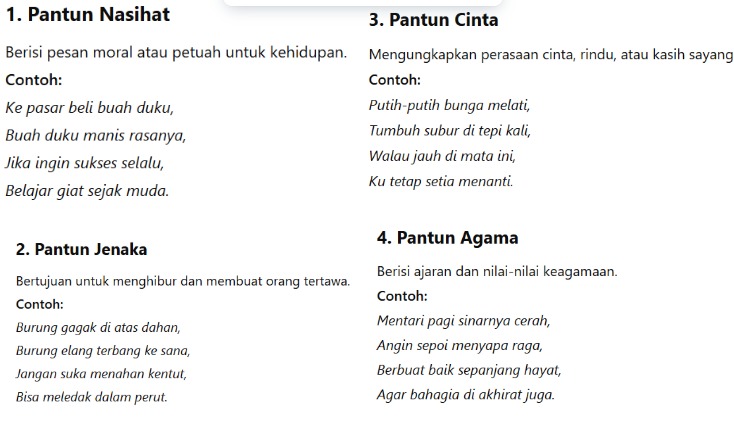 1. Pantun Nasihat
Berisi pesan moral atau petuah untuk kehidupan.
Contoh:
Ke pasar beli buah duku,
Buah duku manis rasanya,
Jika ingin sukses selalu,
Belajar giat sejak muda.
2. Pantun Jenaka
Bertujuan untuk menghibur dan membuat orang tertawa.
Contoh:
Burung gagak di atas dahan,
Burung elang terbang ke sana,
Jangan suka menahan kentut,
Bisa meledak dalam perut.
3. Pantun Cinta
Mengungkapkan perasaan cinta, rindu, atau kasih sayang
Contoh:
Putih-putih bunga melati,
Tumbuh subur di tepi kali,
Walau jauh di mata ini,
Ku tetap setia menanti.
4. Pantun Agama
Berisi ajaran dan nilai-nilai keagamaan.
Contoh:
Mentari pagi sinarnya cerah,
Angin sepoi menyapa raga,
Berbuat baik sepanjang hayat,
Agar bahagia di akhirat juga.